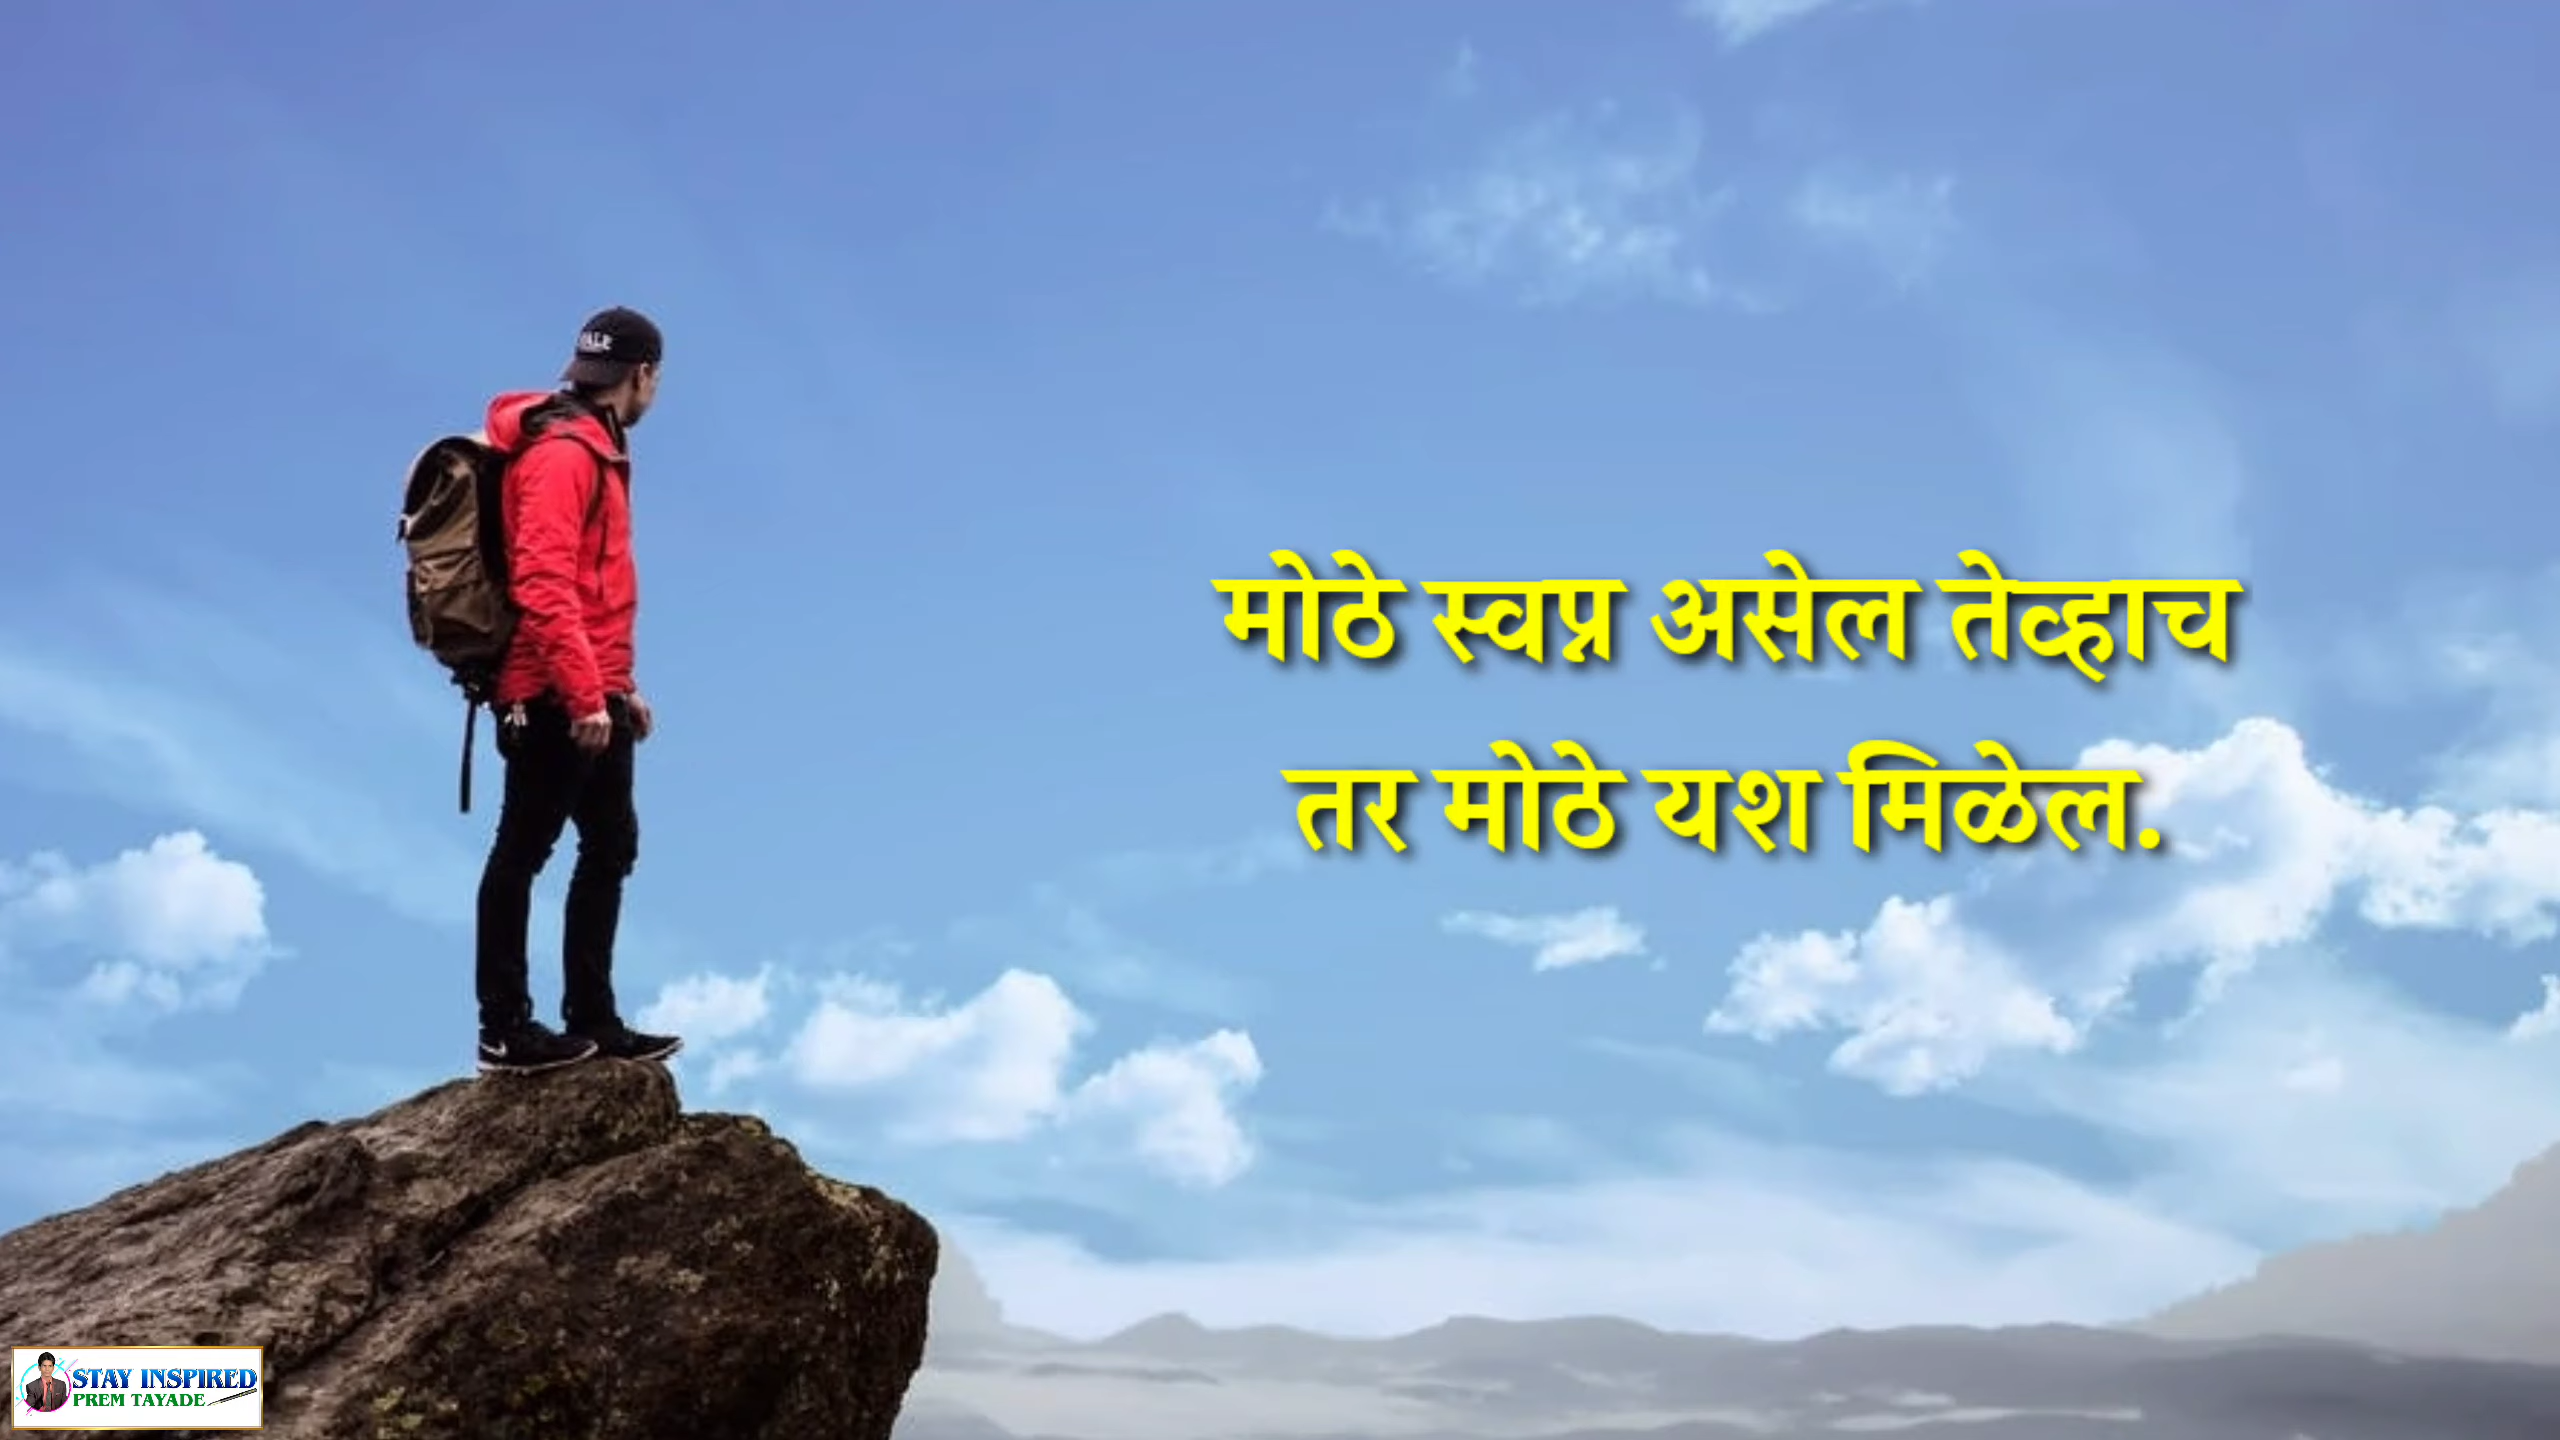 मोठे स्वप्न असेल तेव्हाच
तर मोठे यश मिळेल.
STAY INSPIRED
PREM TAYADE